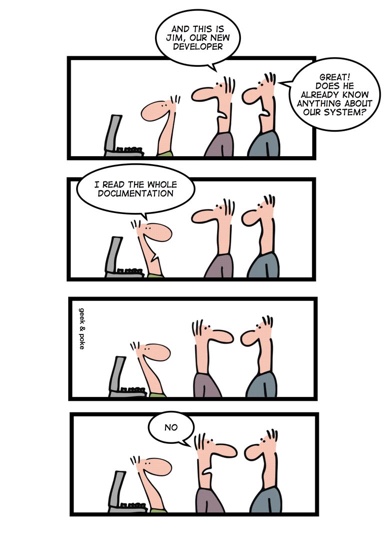 AND THIS IS
JIM, OUR NEW
DEVELOPER
GREAT!
DOES HE
ALREADY KNOW
ANYTHING ABOUT
OUR SYSTEM?
I READ THE WHOLE
DOCUMENTATION
geek & poke
NO